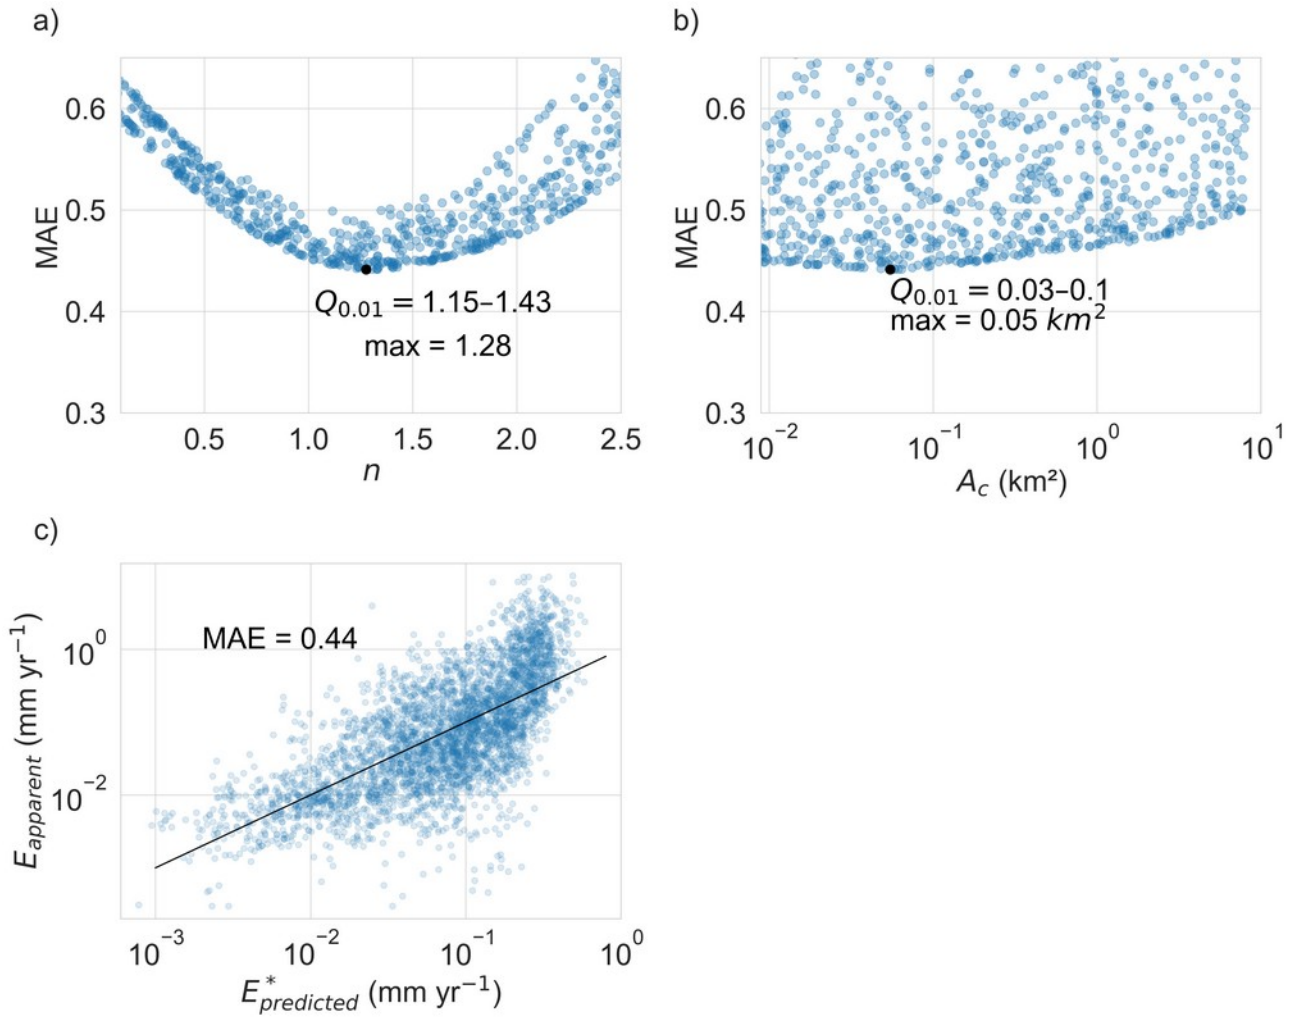 a)
MAE
0.6
0.5
0.4
0.3
Q0.01 = 1.15–1.43
max = 1.28
0.5 1.0 1.5 2.0 2.5
n
b)
MAE
0.6
0.5
0.4
0.3
Q0.01 = 0.03–0.1
max = 0.05 km²
10⁻² 10⁻¹ 10⁰ 10¹
Ac (km²)
c)
Eapparent (mm yr⁻¹)
10⁰
10⁻²
MAE = 0.44
10⁻³ 10⁻² 10⁻¹ 10⁰
E*predicted (mm yr⁻¹)